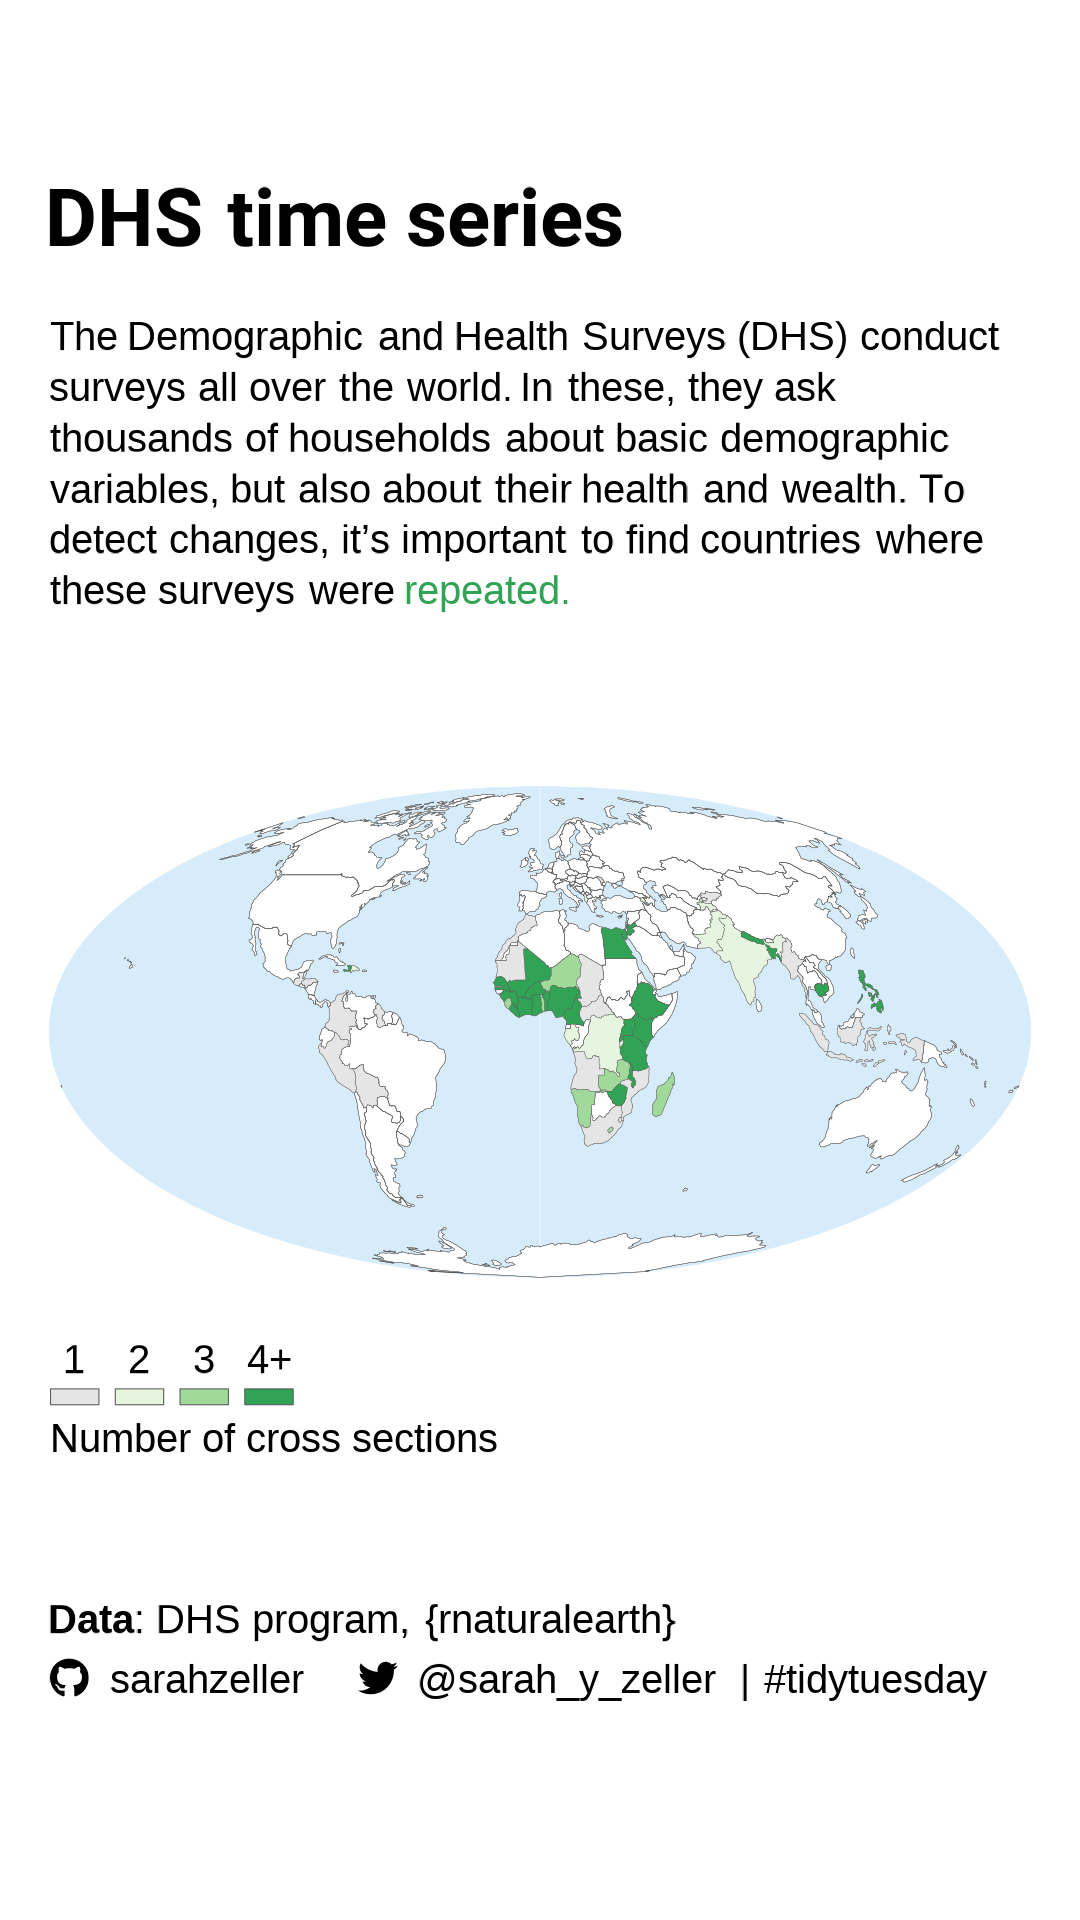 DHS time series
The Demographic and Health Surveys (DHS) conduct
surveys all over the world. In these, they ask
thousands of households about basic demographic
variables, but also about their health and wealth. To
detect changes, it’s important to find countries where
these surveys were repeated.
1 2 3 4+
Number of cross sections
Data: DHS program, {rnaturalearth}
sarahzeller @sarah_y_zeller | #tidytuesday